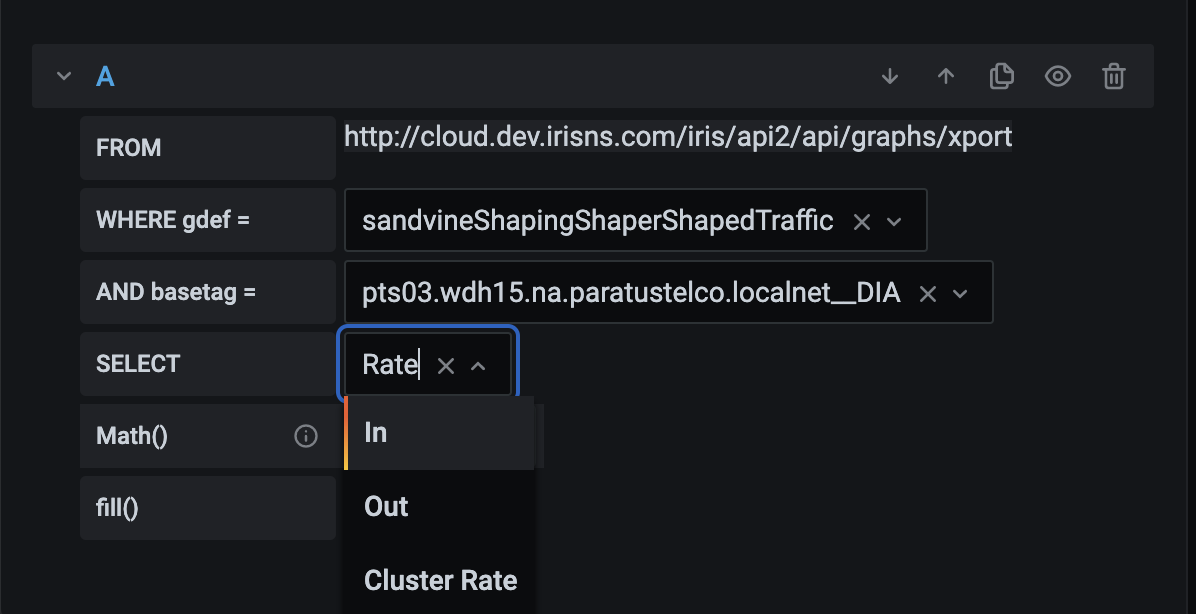 A
FROM http://cloud.dev.irisns.com/iris/api2/api/graphs/xport
WHERE gdef = sandvineShapingShaperShapedTraffic
AND basetag = pts03.wdh15.na.paratustelco.localnet__DIA
SELECT Rate
Math() In
fill() Out
Cluster Rate